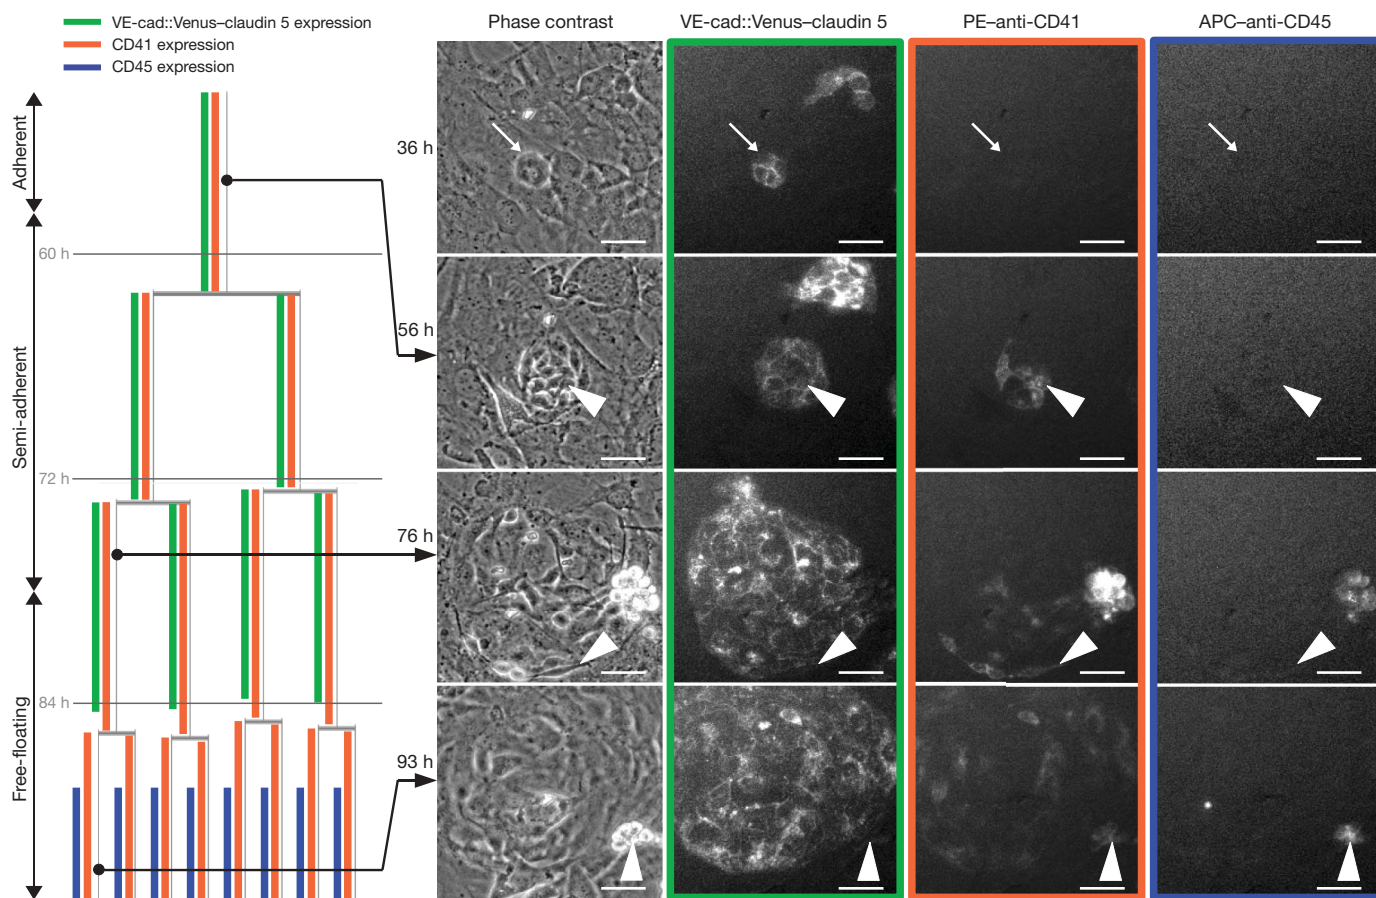 VE-cad::Venus–claudin 5 expression
CD41 expression
CD45 expression
Phase contrast
VE-cad::Venus–claudin 5
PE–anti-CD41
APC–anti-CD45
Adherent
Semi-adherent
Free-floating
60 h
72 h
84 h
36 h
56 h
76 h
93 h